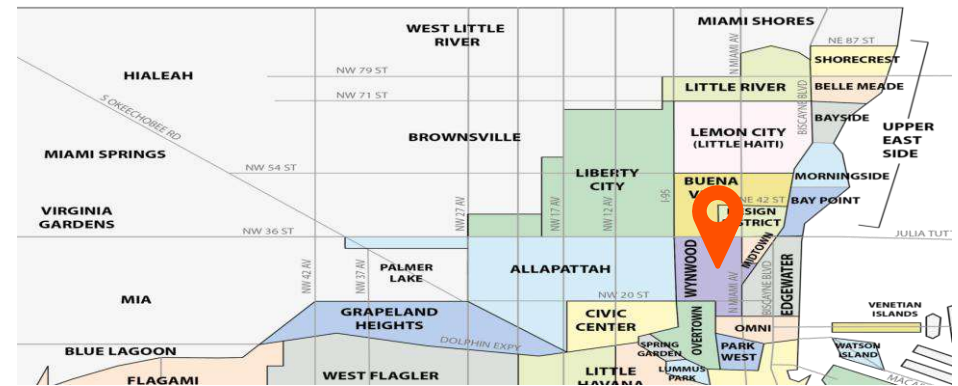 MIAMI SHORES
WEST LITTLE
RIVER
NE 87 ST
SHORECREST
HIALEAH
NW 79 ST
N MIAMI AV
LITTLE RIVER
BELLE MEADE
NW 71 ST
BISCAYNE BLVD
BAYSIDE
S OKEECHOBEE RD
BROWNSVILLE
LEMON CITY
(LITTLE HAITI)
UPPER
EAST
SIDE
MIAMI SPRINGS
NW 54 ST
LIBERTY
CITY
I-95
BUENA
MORNINGSIDE
NE 42 ST
BAY POINT
VIRGINIA
GARDENS
NW 27 AV
NW 17 AV
NW 12 AV
NW 36 ST
JULIA TUTT
MIDTOWN
NW 42 AV
NW 37 AV
PALMER
LAKE
ALLAPATTAH
WYNWOOD
N MIAMI AV
BISCAYNE BLVD
EDGEWATER
MIA
NW 20 ST
GRAPELAND
HEIGHTS
CIVIC
CENTER
OVERTOWN
OMNI
VENETIAN
ISLANDS
BLUE LAGOON
DOLPHIN EXPY
SPRING
GARDEN
PARK
WEST
WATSON
ISLAND
FLAGAMI
WEST FLAGLER
LITTLE
HAVANA
LUMMUS
PARK
MACAR